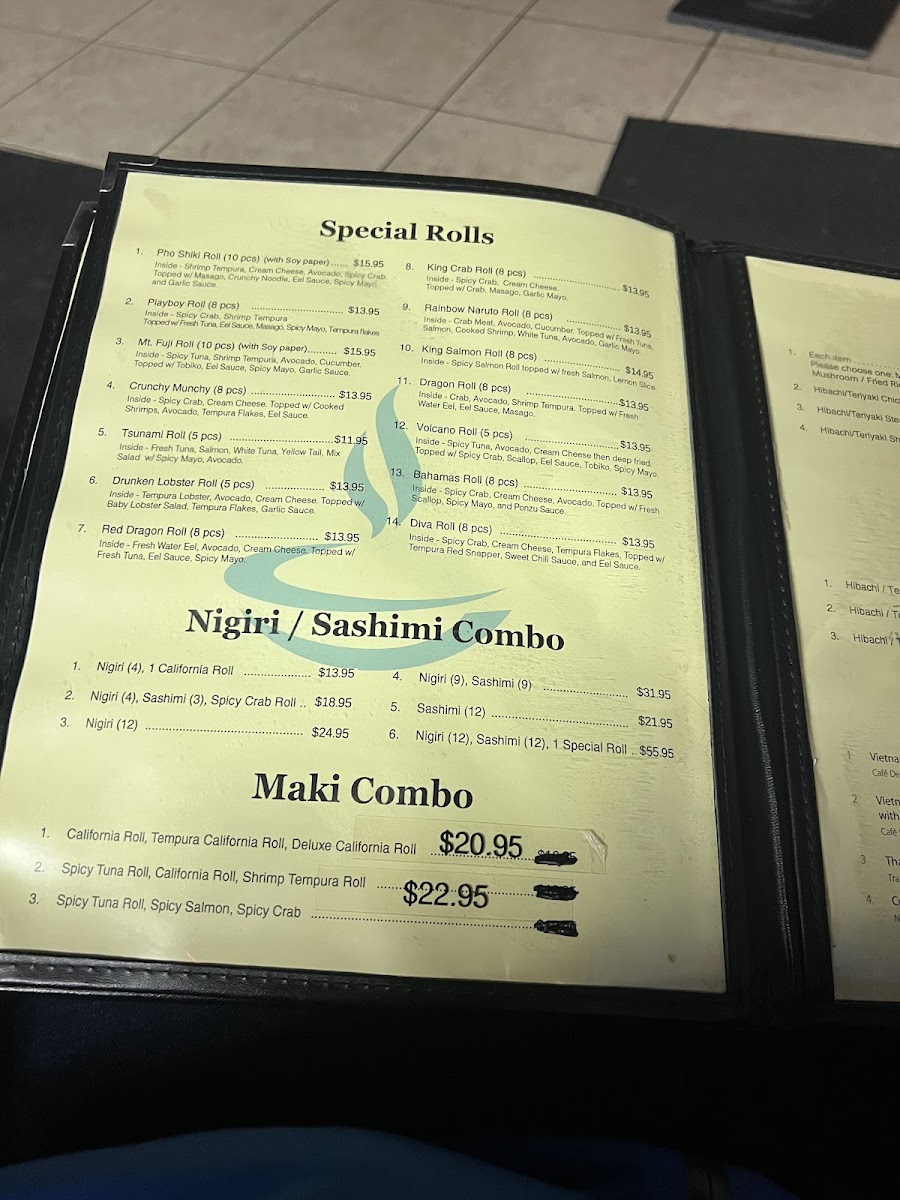 Special Rolls
1. Pho Shiki Roll (10 pcs) (with Soy paper)...... $15.95
Inside - Shrimp Tempura, Cream Cheese, Avocado, Spicy Crab.
Topped w/ Masago, Crunchy Noodle, Eel Sauce, Spicy Mayo
and Garlic Sauce.
2. Playboy Roll (8 pcs) ........................ $13.95
Inside - Spicy Crab, Shrimp Tempura
Topped w/ Fresh Tuna, Eel Sauce, Masago, Spicy Mayo, Tempura flakes
3. Mt. Fuji Roll (10 pcs) (with Soy paper).......... $15.95
Inside - Spicy Tuna, Shrimp Tempura, Avocado, Cucumber.
Topped w/ Tobiko, Eel Sauce, Spicy Mayo, Garlic Sauce.
4. Crunchy Munchy (8 pcs) ........................ $13.95
Inside - Spicy Crab, Cream Cheese. Topped w/ Cooked
Shrimps, Avocado, Tempura Flakes, Eel Sauce.
5. Tsunami Roll (5 pcs) ........................ $11.95
Inside - Fresh Tuna, Salmon, White Tuna, Yellow Tail, Mix
Salad w/ Spicy Mayo, Avocado.
6. Drunken Lobster Roll (5 pcs) ................ $13.95
Inside - Tempura Lobster, Avocado, Cream Cheese. Topped w/
Baby Lobster Salad, Tempura Flakes, Garlic Sauce.
7. Red Dragon Roll (8 pcs) ...................... $13.95
Inside - Fresh Water Eel, Avocado, Cream Cheese. Topped w/
Fresh Tuna, Eel Sauce, Spicy Mayo.
8. King Crab Roll (8 pcs) ...................... $13.95
Inside - Spicy Crab, Cream Cheese.
Topped w/ Crab, Masago, Garlic Mayo.
9. Rainbow Naruto Roll (8 pcs) ................ $13.95
Inside - Crab Meat, Avocado, Cucumber. Topped w/ Fresh Tuna,
Salmon, Cooked Shrimp, White Tuna, Avocado, Garlic Mayo.
10. King Salmon Roll (8 pcs) .................... $14.95
Inside - Spicy Salmon Roll topped w/ fresh Salmon, Lemon Slice.
11. Dragon Roll (8 pcs) ........................ $13.95
Inside - Crab, Avocado, Shrimp Tempura. Topped w/ Fresh
Water Eel, Eel Sauce, Masago.
12. Volcano Roll (5 pcs) ........................ $13.95
Inside - Spicy Tuna, Avocado, Cream Cheese then deep fried.
Topped w/ Spicy Crab, Scallop, Eel Sauce, Tobiko, Spicy Mayo.
13. Bahamas Roll (8 pcs) ........................ $13.95
Inside - Spicy Crab, Cream Cheese, Avocado. Topped w/ Fresh
Scallop, Spicy Mayo, and Ponzu Sauce.
14. Diva Roll (8 pcs) ........................ $13.95
Inside - Spicy Crab, Cream Cheese, Tempura Flakes, Topped w/
Tempura Red Snapper, Sweet Chili Sauce, and Eel Sauce.
Nigiri / Sashimi Combo
1. Nigiri (4), 1 California Roll .................... $13.95
2. Nigiri (4), Sashimi (3), Spicy Crab Roll .. $18.95
3. Nigiri (12) ........................ $24.95
4. Nigiri (9), Sashimi (9) ........................ $31.95
5. Sashimi (12) ........................ $21.95
6. Nigiri (12), Sashimi (12), 1 Special Roll .. $55.95
Maki Combo
1. California Roll, Tempura California Roll, Deluxe California Roll .... $20.95
2. Spicy Tuna Roll, California Roll, Shrimp Tempura Roll ...... $22.95
3. Spicy Tuna Roll, Spicy Salmon, Spicy Crab ........................
1. Each item
Please choose one:
Mushroom / Fried
2. Hibachi/Teriyaki
3. Hibachi/Teriyaki
4. Hibachi/Teriyaki
1. Hibachi /
2. Hibachi /
3. Hibachi /
1
Café
2
with
Café
3
4.